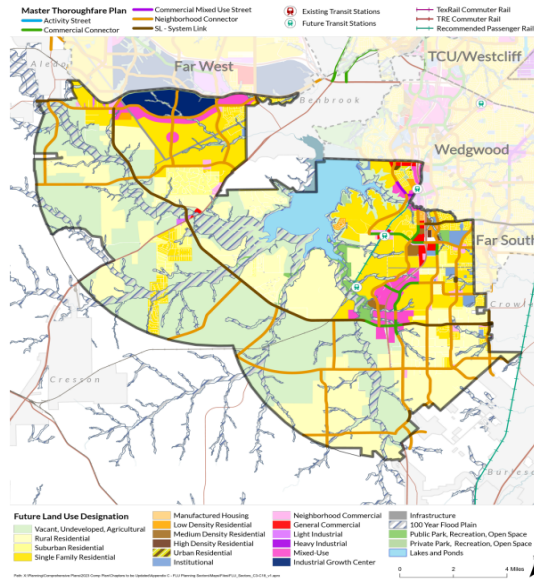 Master Thoroughfare Plan
Activity Street
Commercial Connector
Commercial Mixed Use Street
Neighborhood Connector
SL - System Link
Existing Transit Stations
Future Transit Stations
TexRail Commuter Rail
TRE Commuter Rail
Recommended Passenger Rail
Aledo
Far West
TCU/Westcliff
Benbrook
Wedgwood
Far South
Crowl
Cresson
Burles
Future Land Use Designation
Vacant, Undeveloped, Agricultural
Rural Residential
Suburban Residential
Single Family Residential
Manufactured Housing
Low Density Residential
Medium Density Residential
High Density Residential
Urban Residential
Institutional
Neighborhood Commercial
General Commercial
Light Industrial
Heavy Industrial
Mixed-Use
Industrial Growth Center
Infrastructure
100 Year Flood Plain
Public Park, Recreation, Open Space
Private Park, Recreation, Open Space
Lakes and Ponds
0 2 4 Miles